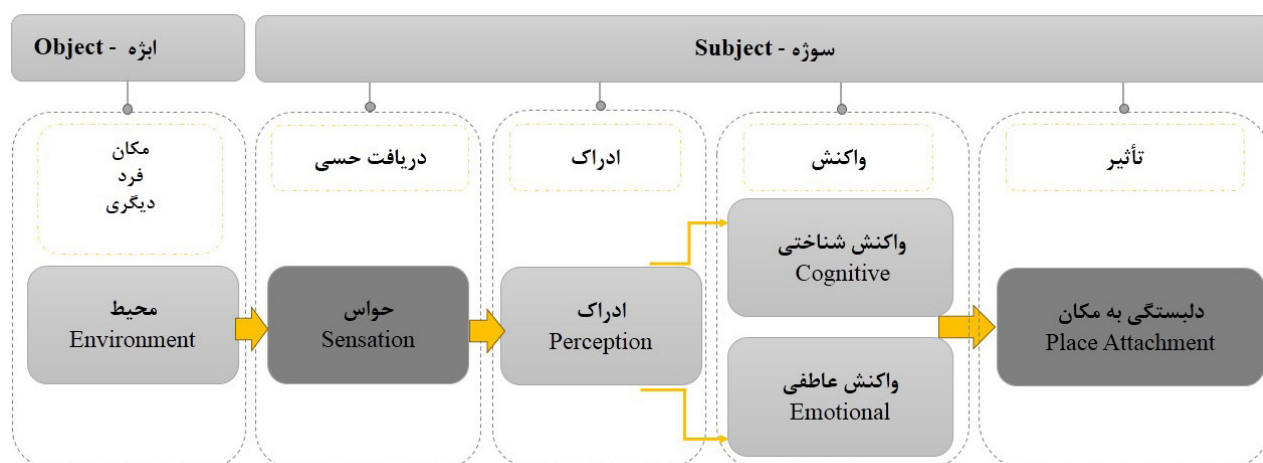 Object - ابژه
Subject - سوژه
مکان
فرد
دیگری
دریافت حسی
ادراک
واکنش
تأثیر
محیط
Environment
حواس
Sensation
ادراک
Perception
واکنش شناختی
Cognitive
واکنش عاطفی
Emotional
دلبستگی به مکان
Place Attachment